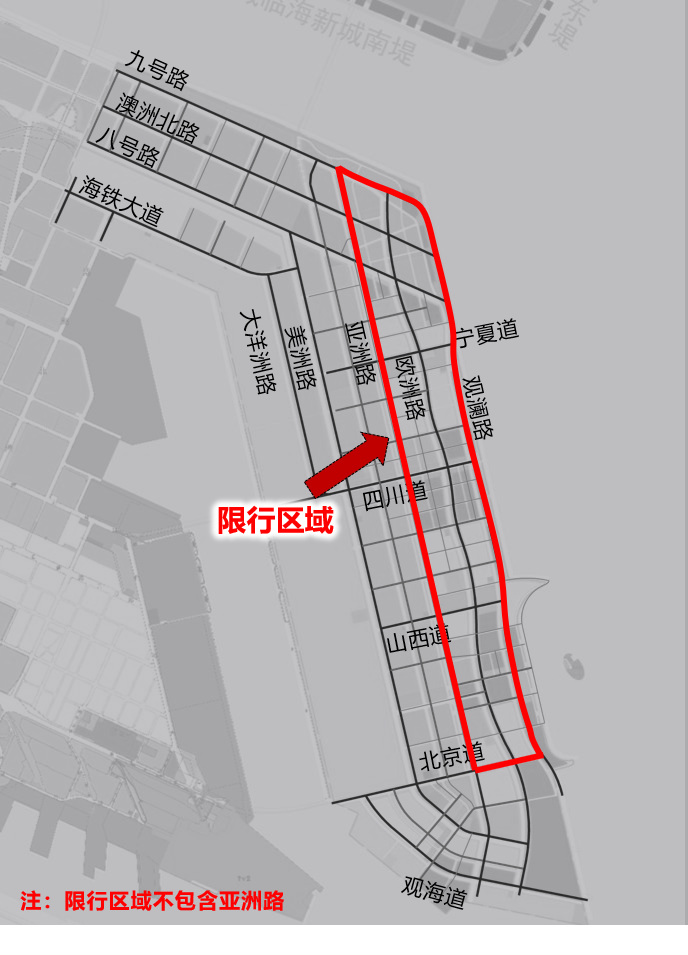 临海新城南堤
东堤
九号路
澳洲北路
八号路
海铁大道
大洋洲路
美洲路
亚洲路
欧洲路
宁夏道
观澜路
四川道
限行区域
山西道
北京道
观海道
注：限行区域不包含亚洲路